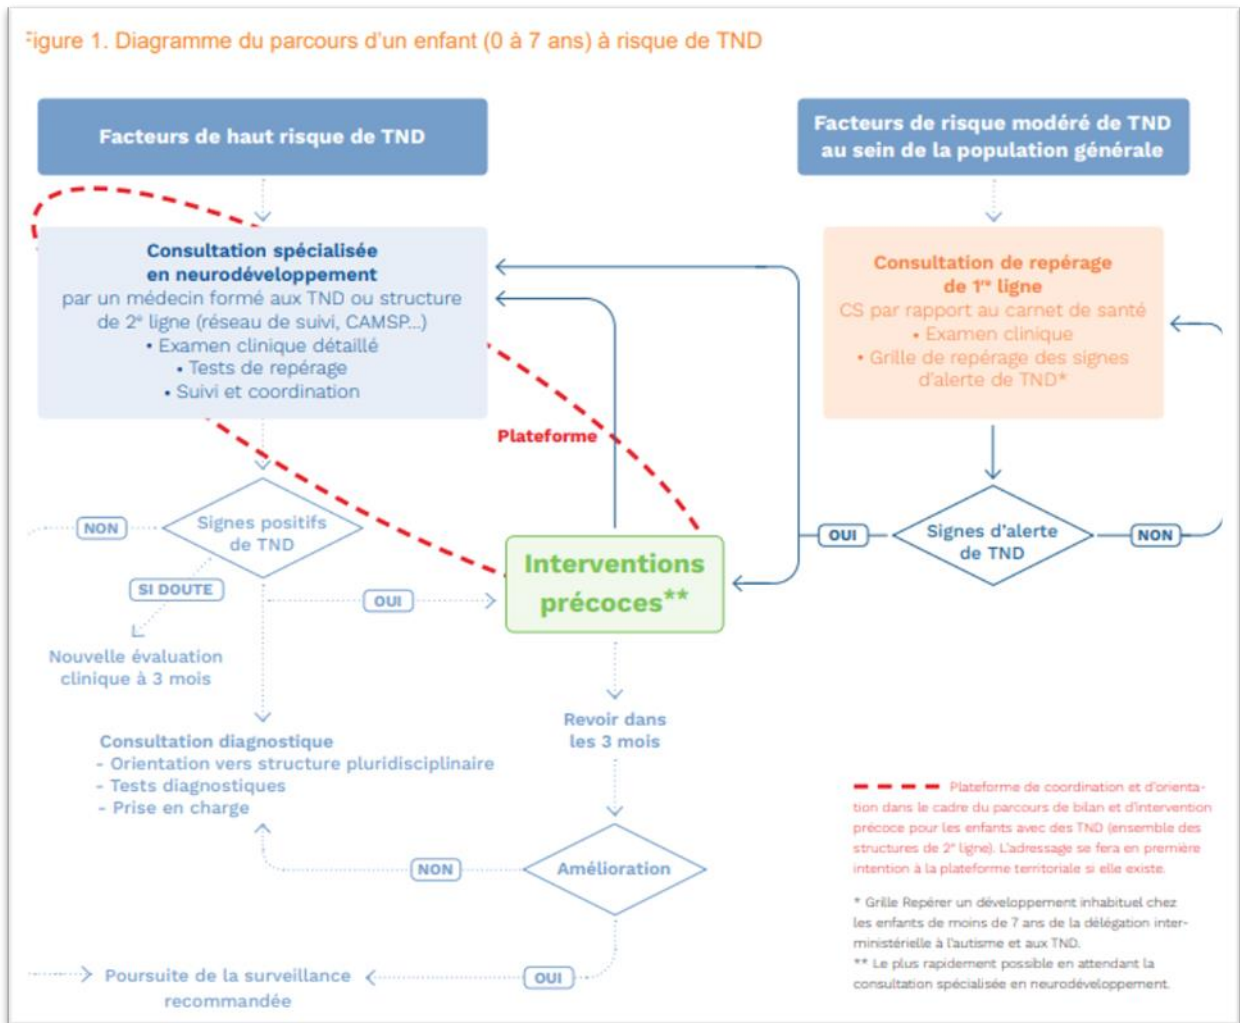 Figure 1. Diagramme du parcours d'un enfant (0 à 7 ans) à risque de TND
Facteurs de haut risque de TND
Facteurs de risque modéré de TND
au sein de la population générale
Consultation spécialisée
en neurodéveloppement
par un médecin formé aux TND ou structure
de 2e ligne (réseau de suivi, CAMSP...)
• Examen clinique détaillé
• Tests de repérage
• Suivi et coordination
Consultation de repérage
de 1re ligne
CS par rapport au carnet de santé
• Examen clinique
• Grille de repérage des signes
d'alerte de TND*
Plateforme
Signes positifs
de TND
NON
SI DOUTE
OUI
Nouvelle évaluation
clinique à 3 mois
Interventions
précoces**
OUI
Signes d'alerte
de TND
NON
Consultation diagnostique
- Orientation vers structure pluridisciplinaire
- Tests diagnostiques
- Prise en charge
Revoir dans
les 3 mois
Amélioration
NON
OUI
Poursuite de la surveillance
recommandée
Plateforme de coordination et d'orienta-
tion dans le cadre du parcours de bilan et d'intervention
précoce pour les enfants avec des TND (ensemble des
structures de 2e ligne). L'adressage se fera en première
intention à la plateforme territoriale si elle existe.
* Grille Repérer un développement inhabituel chez
les enfants de moins de 7 ans de la délégation inter-
ministérielle à l'autisme et aux TND.
** Le plus rapidement possible en attendant la
consultation spécialisée en neurodéveloppement.